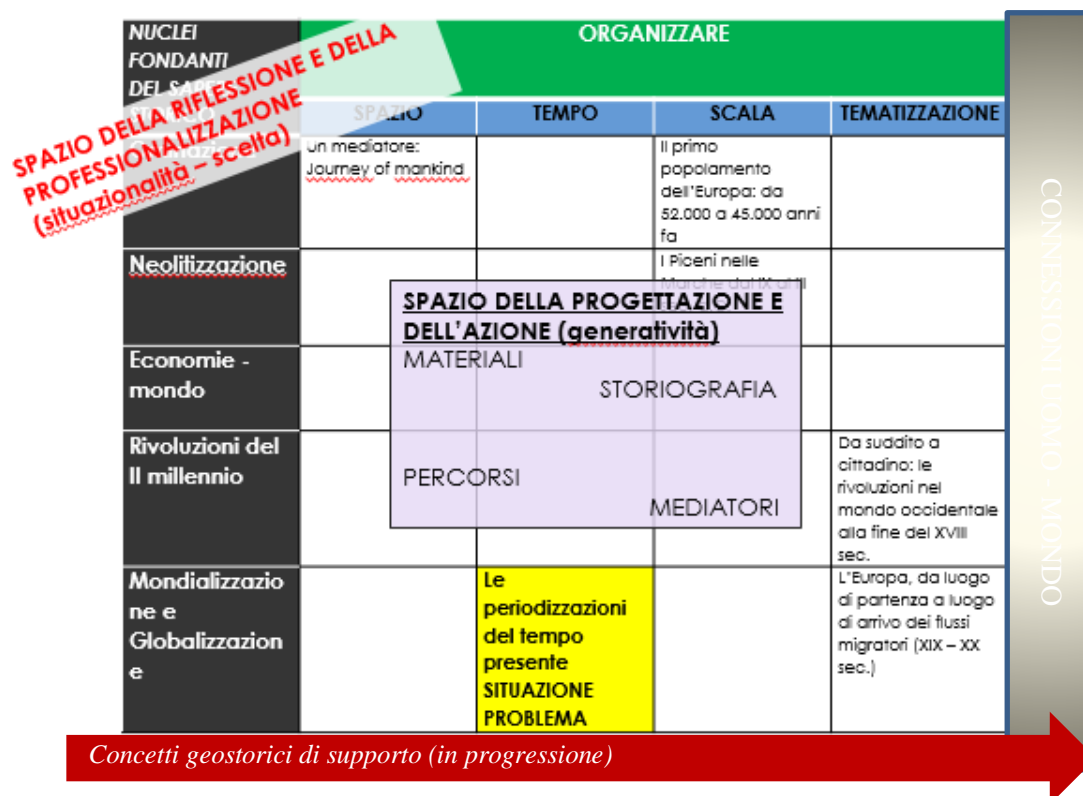 NUCLEI
FONDANTI
DEL
ORGANIZZARE
SPAZIO DELLA RIFLESSIONE E DELLA
PROFESSIONALIZZAZIONE
(situazionalità – scelta)
SPAZIO
TEMPO
SCALA
TEMATIZZAZIONE
un mediatore:
Journey of mankind
Il primo
popolamento
dell'Europa: da
52.000 a 45.000 anni
fa
Neolitizzazione
I Piceni nelle
Marche dal IX al III
SPAZIO DELLA PROGETTAZIONE E
DELL'AZIONE (generatività)
MATERIALI
STORIOGRAFIA
PERCORSI
MEDIATORI
Economie -
mondo
Rivoluzioni del
II millennio
Da suddito a
cittadino: le
rivoluzioni nel
mondo occidentale
alla fine del XVIII
sec.
Mondializzazio
ne e
Globalizzazion
e
Le
periodizzazioni
del tempo
presente
SITUAZIONE
PROBLEMA
L'Europa, da luogo
di partenza a luogo
di arrivo dei flussi
migratori (XIX – XX
sec.)
CONNESSIONI UOMO - MONDO
Concetti geostorici di supporto (in progressione)